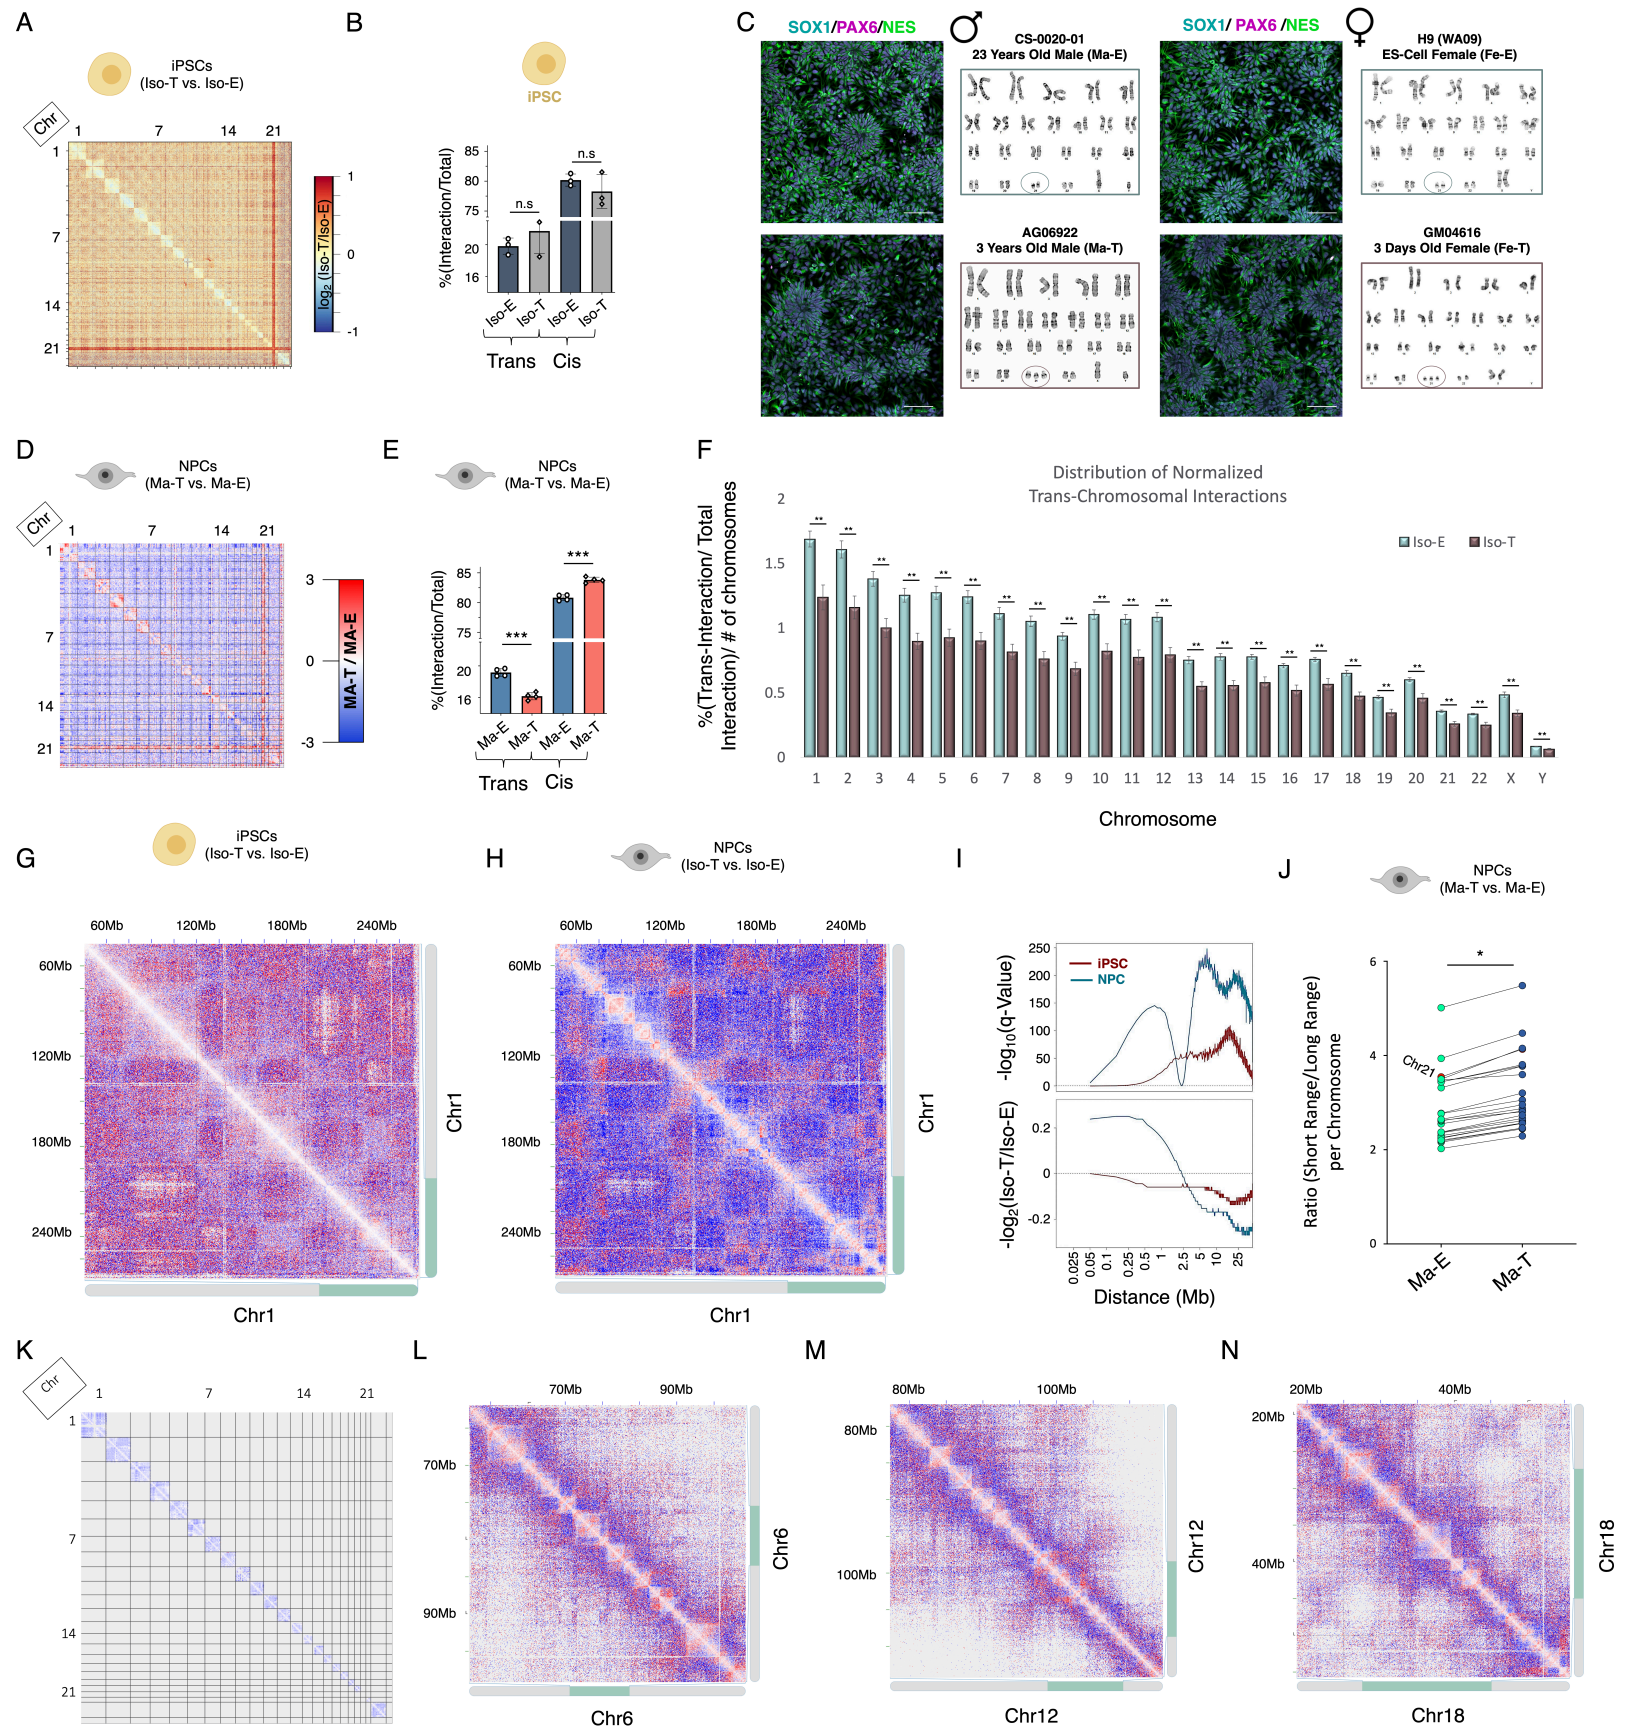 A
iPSCs
(Iso-T vs. Iso-E)
Chr
1 7 14 21
1
7
14
21
1
0
-1
log2 (Iso-T/Iso-E)
B
iPSC
%(Interaction/Total)
85
80
75
20
16
n.s
n.s
Iso-E
Iso-T
Iso-E
Iso-T
Trans Cis
C
SOX1/PAX6/NES
♂
CS-0020-01
23 Years Old Male (Ma-E)
SOX1/ PAX6 /NES
♀
H9 (WA09)
ES-Cell Female (Fe-E)
AG06922
3 Years Old Male (Ma-T)
GM04616
3 Days Old Female (Fe-T)
D
NPCs
(Ma-T vs. Ma-E)
Chr
1 7 14 21
1
7
14
21
3
0
-3
MA-T / MA-E
E
NPCs
(Ma-T vs. Ma-E)
%(Interaction/Total)
85
80
75
20
16
***
***
Ma-E
Ma-T
Ma-E
Ma-T
Trans Cis
F
Distribution of Normalized
Trans-Chromosomal Interactions
%(Trans-Interaction/ Total
Interaction)/ # of chromosomes
2
1.5
1
0.5
0
Iso-E Iso-T
** ** ** ** ** ** ** ** ** ** ** ** ** ** ** ** ** ** ** ** ** ** ** **
1 2 3 4 5 6 7 8 9 10 11 12 13 14 15 16 17 18 19 20 21 22 X Y
Chromosome
G
iPSCs
(Iso-T vs. Iso-E)
60Mb 120Mb 180Mb 240Mb
60Mb
120Mb
180Mb
240Mb
Chr1
Chr1
H
NPCs
(Iso-T vs. Iso-E)
60Mb 120Mb 180Mb 240Mb
60Mb
120Mb
180Mb
240Mb
Chr1
Chr1
I
-log10(q-Value)
250
200
150
100
50
0
iPSC
NPC
-log2(Iso-T/Iso-E)
0.2
0
-0.2
0.025 0.05 0.1 0.25 0.5 1 2.5 5 10 25
Distance (Mb)
J
NPCs
(Ma-T vs. Ma-E)
Ratio (Short Range/Long Range)
per Chromosome
6
4
2
0
*
Chr21
Ma-E
Ma-T
K
Chr
1 7 14 21
1
7
14
21
L
70Mb 90Mb
70Mb
90Mb
Chr6
Chr6
M
80Mb 100Mb
80Mb
100Mb
Chr12
Chr12
N
20Mb 40Mb
20Mb
40Mb
Chr18
Chr18